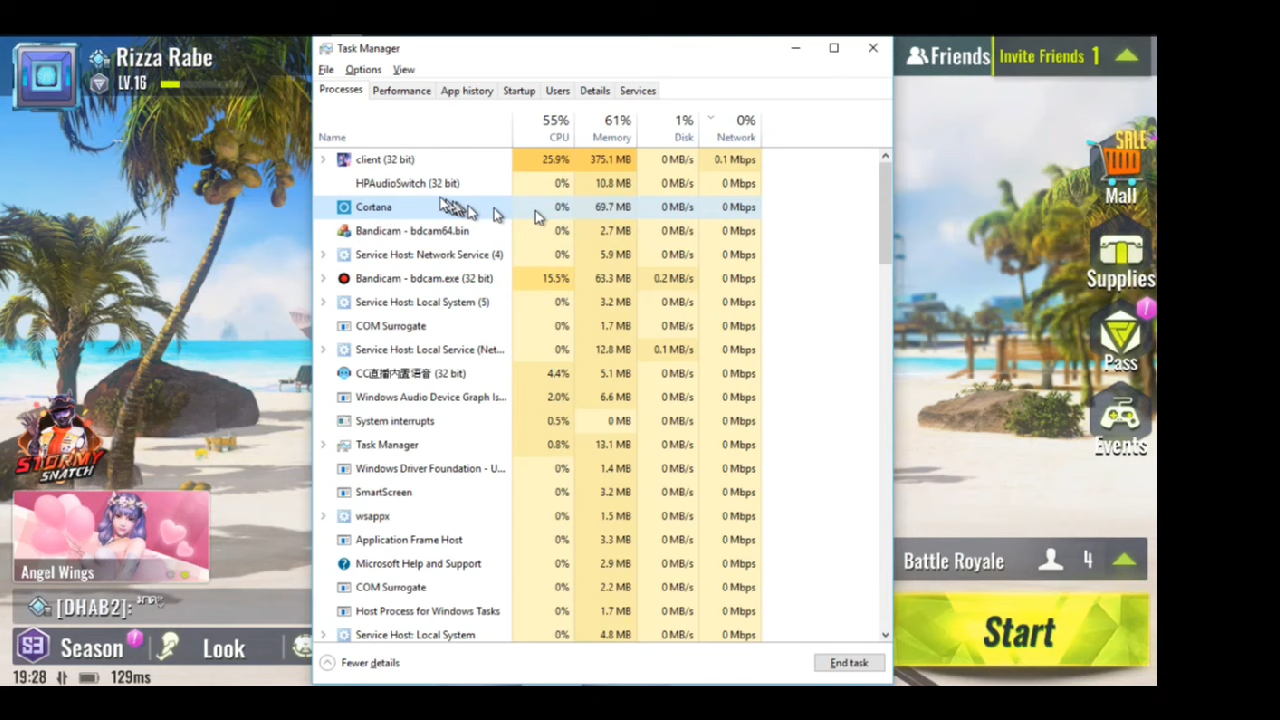 Rizza Rabe
LV.16
Task Manager
File Options View
Processes Performance App history Startup Users Details Services
55% 61% 1% 0%
Name CPU Memory Disk Network
client (32 bit) 25.9% 375.1 MB 0 MB/s 0.1 Mbps
HPAudioSwitch (32 bit) 0% 10.8 MB 0 MB/s 0 Mbps
Cortana 0% 69.7 MB 0 MB/s 0 Mbps
Bandicam - bdcam64.bin 0% 2.7 MB 0 MB/s 0 Mbps
Service Host: Network Service (4) 0% 5.9 MB 0 MB/s 0 Mbps
Bandicam - bdcam.exe (32 bit) 15.5% 63.3 MB 0.2 MB/s 0 Mbps
Service Host: Local System (5) 0% 3.2 MB 0 MB/s 0 Mbps
COM Surrogate 0% 1.7 MB 0 MB/s 0 Mbps
Service Host: Local Service (Net... 0% 12.8 MB 0.1 MB/s 0 Mbps
CC直播内置语音 (32 bit) 4.4% 5.1 MB 0 MB/s 0 Mbps
Windows Audio Device Graph Is... 2.0% 6.6 MB 0 MB/s 0 Mbps
System interrupts 0.5% 0 MB 0 MB/s 0 Mbps
Task Manager 0.8% 13.1 MB 0 MB/s 0 Mbps
Windows Driver Foundation - U... 0% 1.4 MB 0 MB/s 0 Mbps
SmartScreen 0% 3.2 MB 0 MB/s 0 Mbps
wsappx 0% 1.5 MB 0 MB/s 0 Mbps
Application Frame Host 0% 3.3 MB 0 MB/s 0 Mbps
Microsoft Help and Support 0% 2.9 MB 0 MB/s 0 Mbps
COM Surrogate 0% 2.2 MB 0 MB/s 0 Mbps
Host Process for Windows Tasks 0% 1.7 MB 0 MB/s 0 Mbps
Service Host: Local System 0% 4.8 MB 0 MB/s 0 Mbps
Fewer details End task
Friends Invite Friends 1
SALE
Mall
Supplies
Pass
Events
STORMY
SNATCH
Angel Wings
[DHAB2]:
S3 Season Look
19:28 129ms
Battle Royale 4
Start